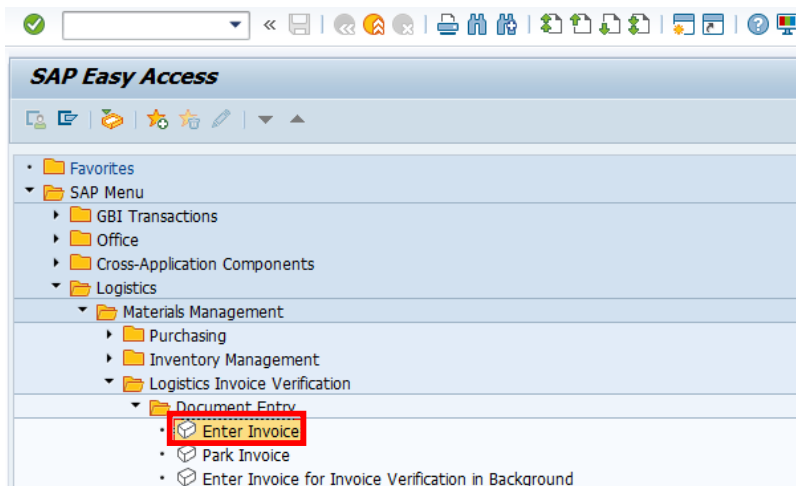 SAP Easy Access
Favorites
SAP Menu
GBI Transactions
Office
Cross-Application Components
Logistics
Materials Management
Purchasing
Inventory Management
Logistics Invoice Verification
Document Entry
Enter Invoice
Park Invoice
Enter Invoice for Invoice Verification in Background